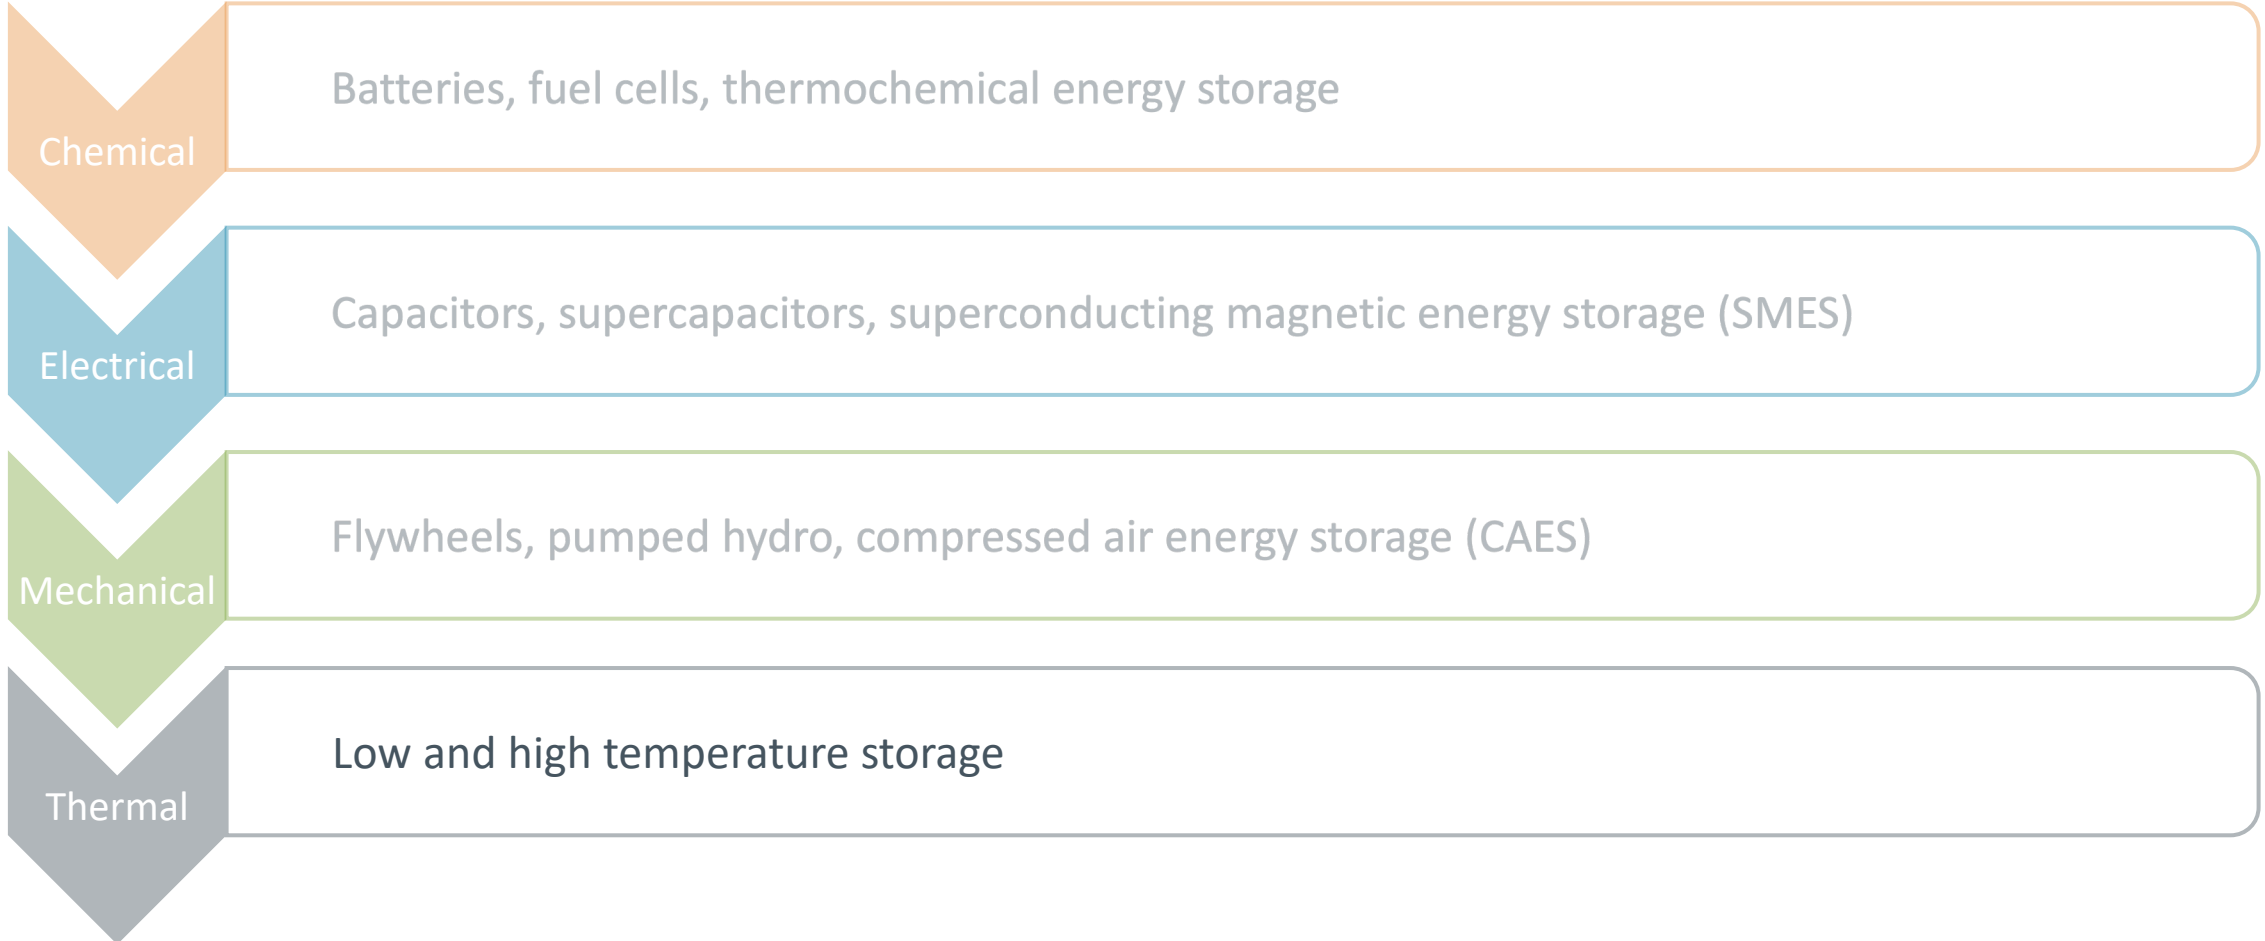 Chemical
Batteries, fuel cells, thermochemical energy storage
Electrical
Capacitors, supercapacitors, superconducting magnetic energy storage (SMES)
Mechanical
Flywheels, pumped hydro, compressed air energy storage (CAES)
Thermal
Low and high temperature storage